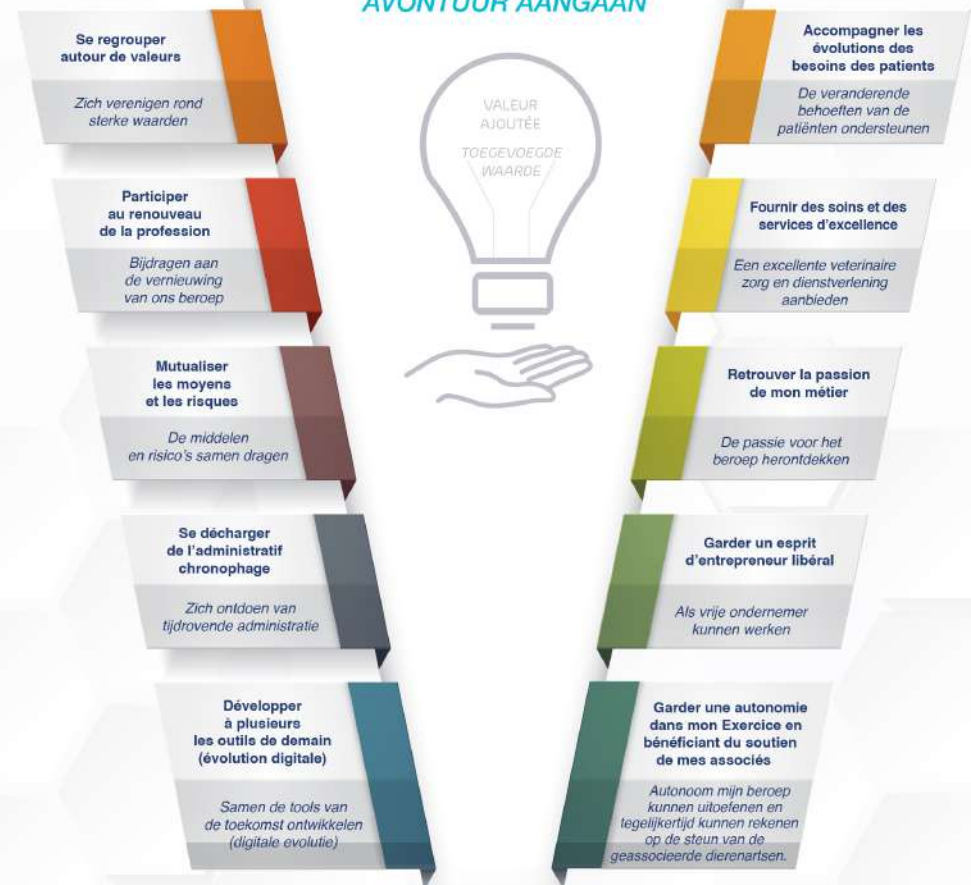 AVONTUUR AANGAAN
Se regrouper
autour de valeurs
Zich verenigen rond
sterke waarden
Participer
au renouveau
de la profession
Bijdragen aan
de vernieuwing
van ons beroep
Mutualiser
les moyens
et les risques
De middelen
en risico's samen dragen
Se décharger
de l'administratif
chronophage
Zich ontdoen van
tijdrovende administratie
Développer
à plusieurs
les outils de demain
(évolution digitale)
Samen de tools van
de toekomst ontwikkelen
(digitale evolutie)
VALEUR
AJOUTÉE
TOEGEVOEGDE
WAARDE
Accompagner les
évolutions des
besoins des patients
De veranderende
behoeften van de
patiënten ondersteunen
Fournir des soins et des
services d'excellence
Een excellente veterinaire
zorg en dienstverlening
aanbieden
Retrouver la passion
de mon métier
De passie voor het
beroep herontdekken
Garder un esprit
d'entrepreneur libéral
Als vrije ondernemer
kunnen werken
Garder une autonomie
dans mon Exercice en
bénéficiant du soutien
de mes associés
Autonoom mijn beroep
kunnen uitoefenen en
tegelijkertijd kunnen rekenen
op de steun van de
geassocieerde dierenartsen.